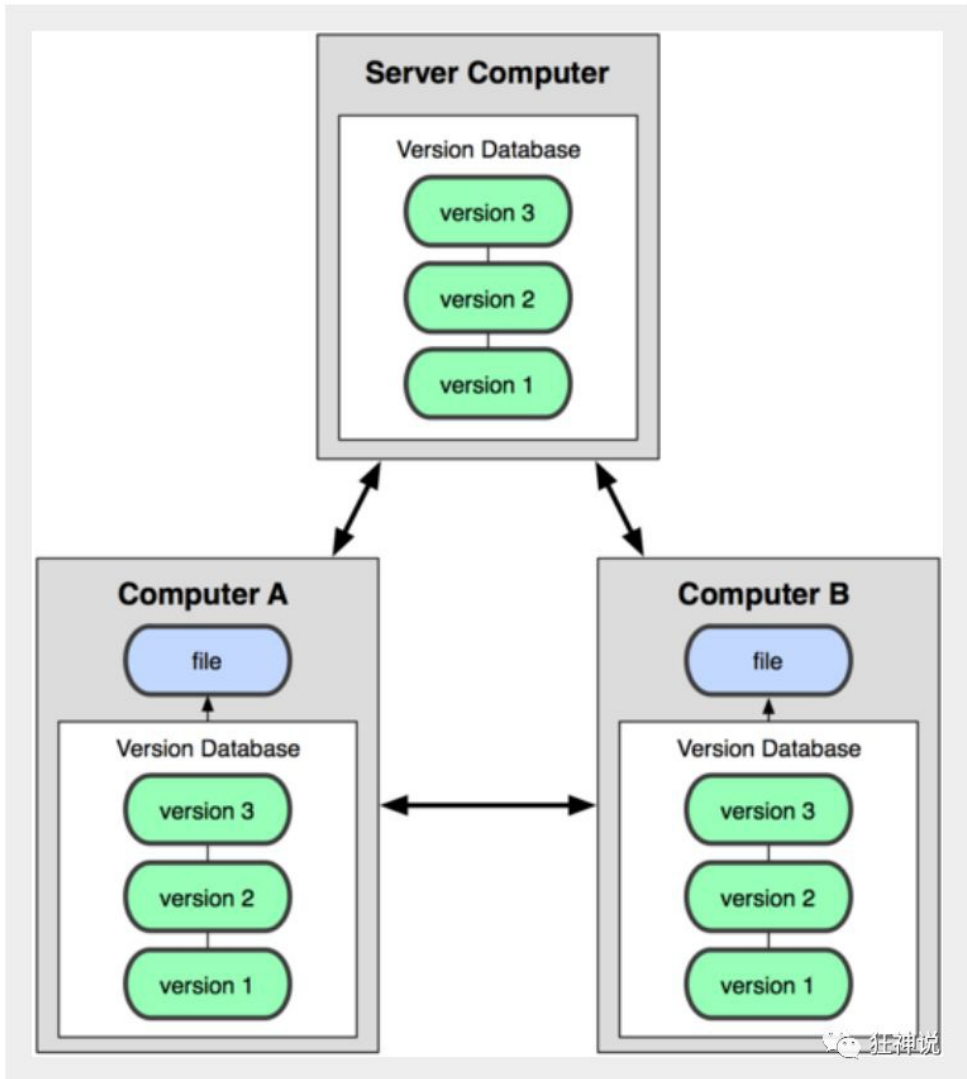 Server Computer
Version Database
version 3
version 2
version 1
Computer A
file
Version Database
version 3
version 2
version 1
Computer B
file
Version Database
version 3
version 2
version 1
狂神说